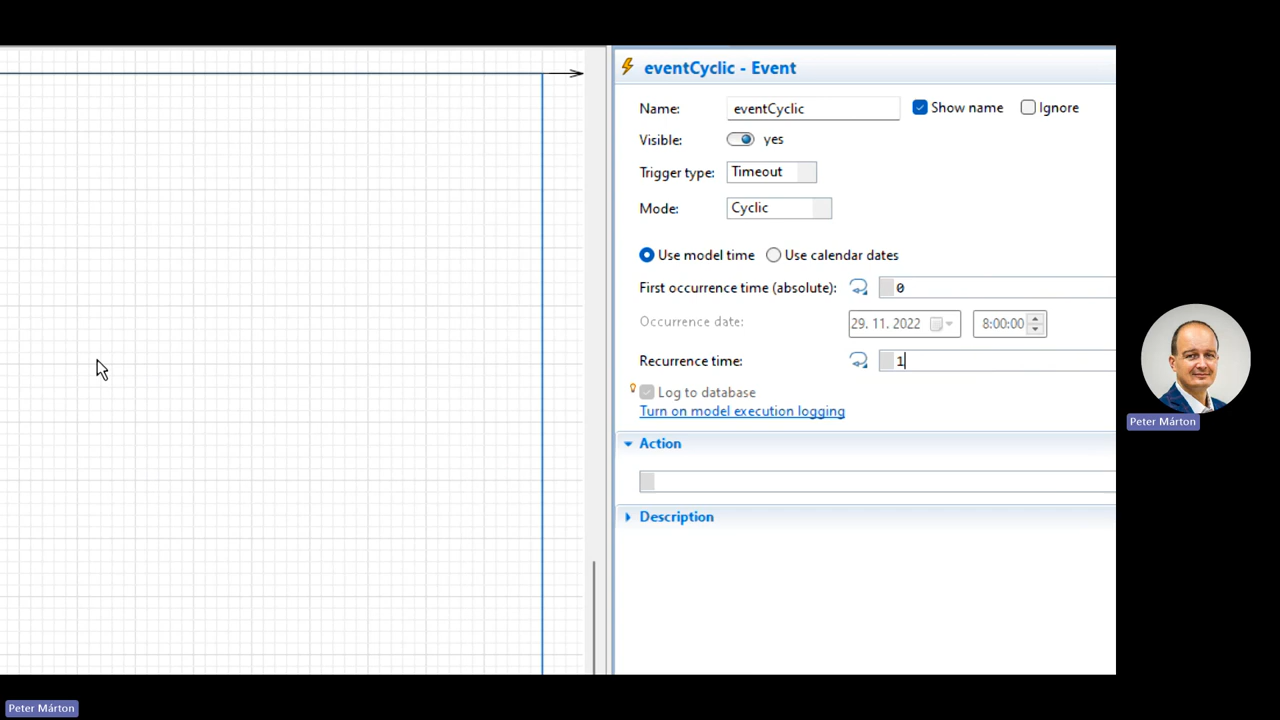 eventCyclic - Event
Name: eventCyclic Show name Ignore
Visible: yes
Trigger type: Timeout
Mode: Cyclic
Use model time Use calendar dates
First occurrence time (absolute): 0
Occurrence date: 29. 11. 2022 8:00:00
Recurrence time: 1
Log to database
Turn on model execution logging
Action
Description
Peter Márton
Peter Márton